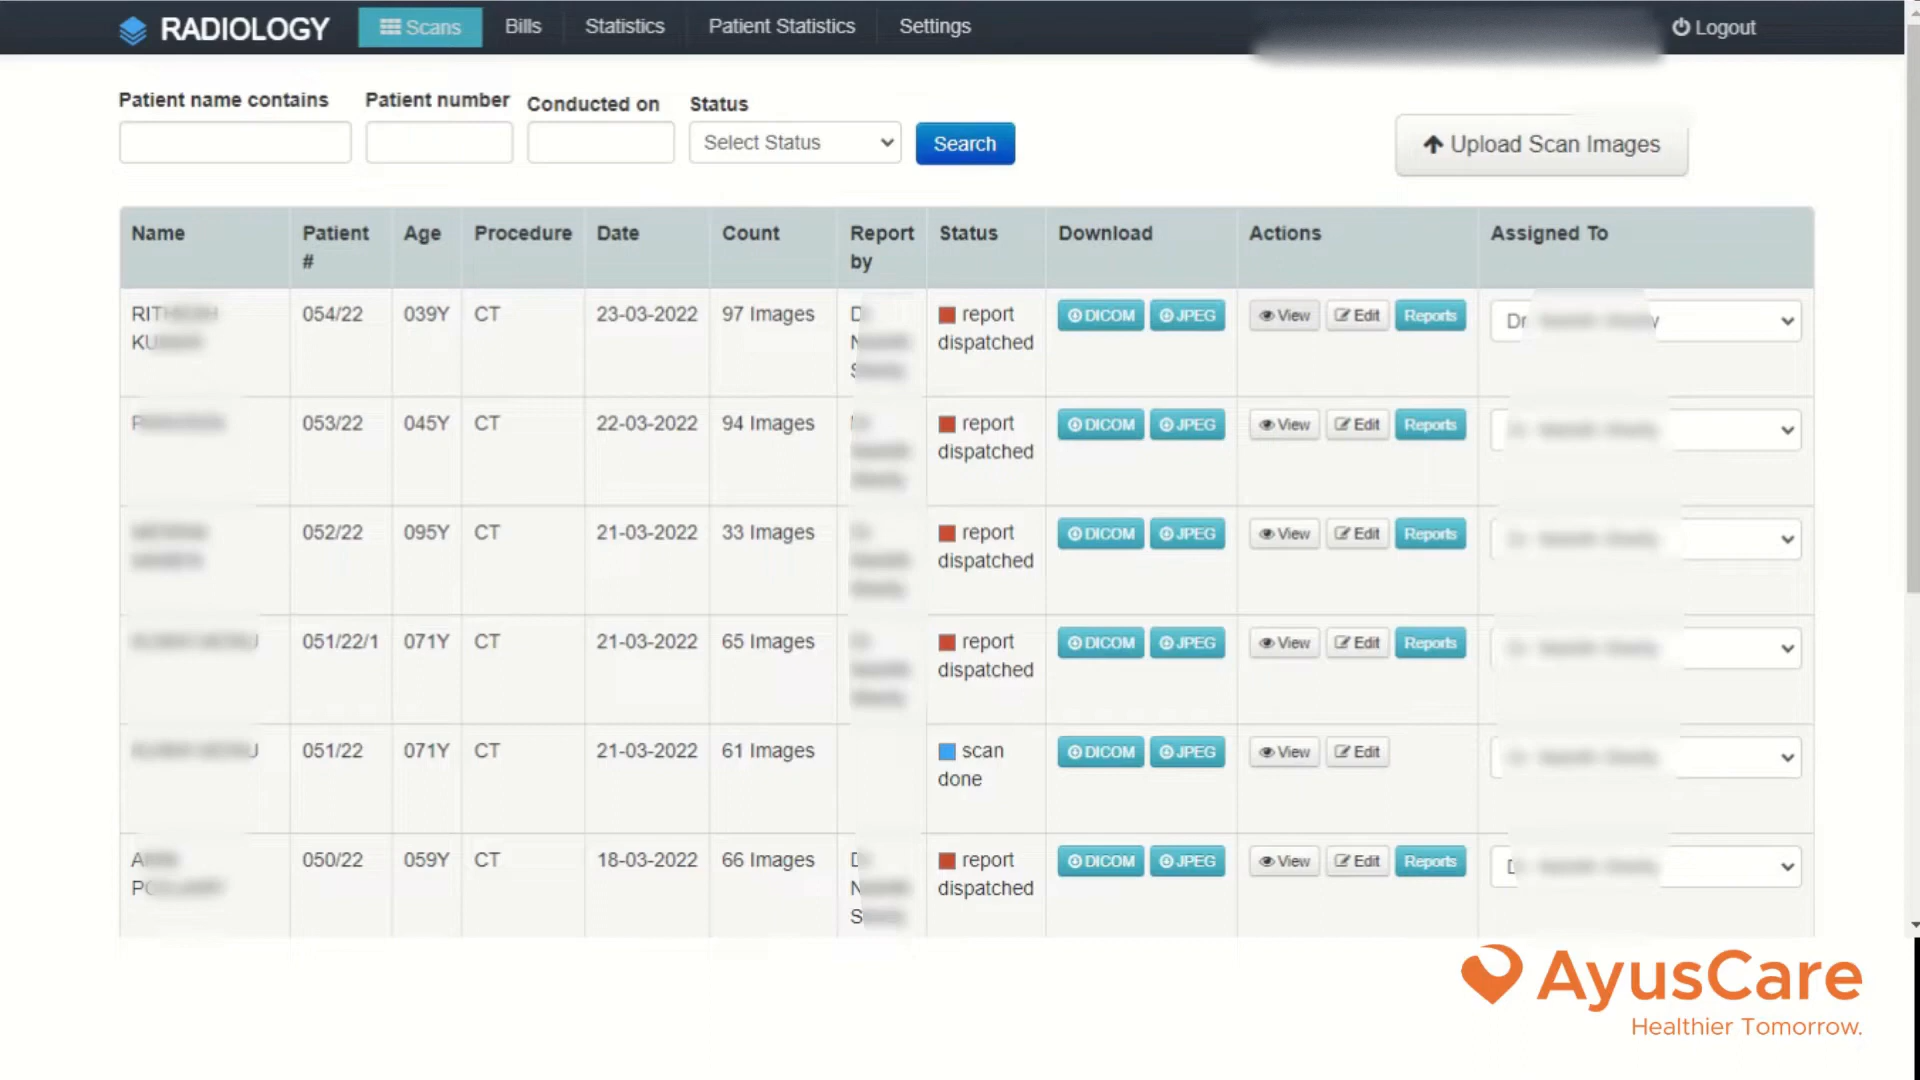 RADIOLOGY Scans Bills Statistics Patient Statistics Settings Logout
Patient name contains Patient number Conducted on Status
Select Status Search Upload Scan Images
Name Patient # Age Procedure Date Count Report by Status Download Actions Assigned To
054/22 039Y CT 23-03-2022 97 Images report dispatched DICOM JPEG View Edit Reports
053/22 045Y CT 22-03-2022 94 Images report dispatched DICOM JPEG View Edit Reports
052/22 095Y CT 21-03-2022 33 Images report dispatched DICOM JPEG View Edit Reports
051/22/1 071Y CT 21-03-2022 65 Images report dispatched DICOM JPEG View Edit Reports
051/22 071Y CT 21-03-2022 61 Images scan done DICOM JPEG View Edit
050/22 059Y CT 18-03-2022 66 Images report dispatched DICOM JPEG View Edit Reports
AyusCare
Healthier Tomorrow.